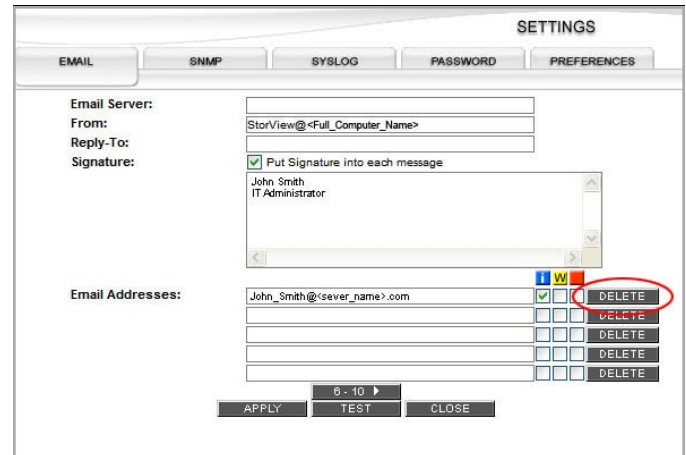 SETTINGS
EMAIL SNMP SYSLOG PASSWORD PREFERENCES
Email Server:
From: StorView@<Full_Computer_Name>
Reply-To:
Signature: Put Signature into each message
John Smith
IT Administrator
i W
Email Addresses: John_Smith@<sever_name>.com DELETE
DELETE
DELETE
DELETE
DELETE
6 - 10
APPLY TEST CLOSE